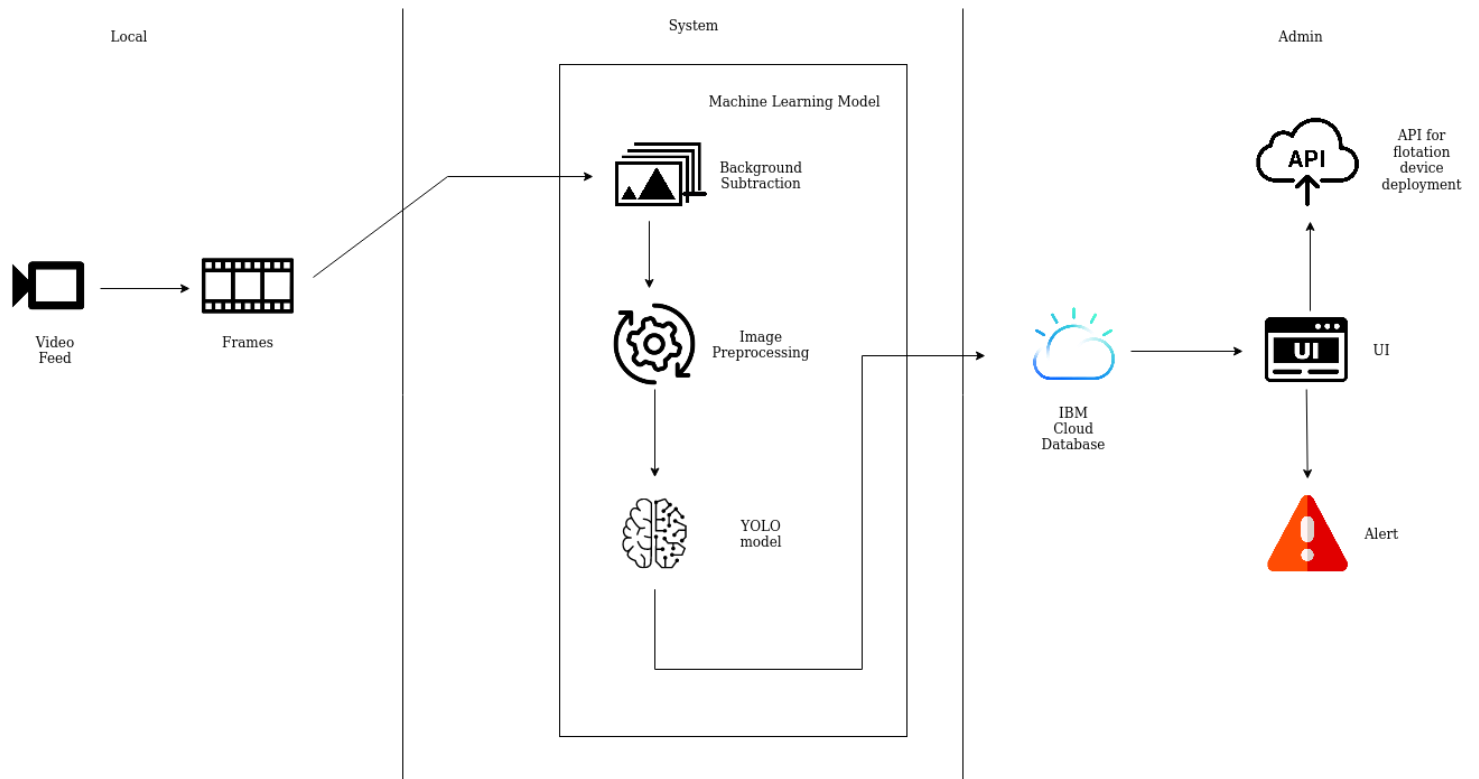 Local
System
Admin
Machine Learning Model
Background
Subtraction
API
API for
flotation
device
deployment
Video
Feed
Frames
Image
Preprocessing
IBM
Cloud
Database
UI
UI
YOLO
model
Alert